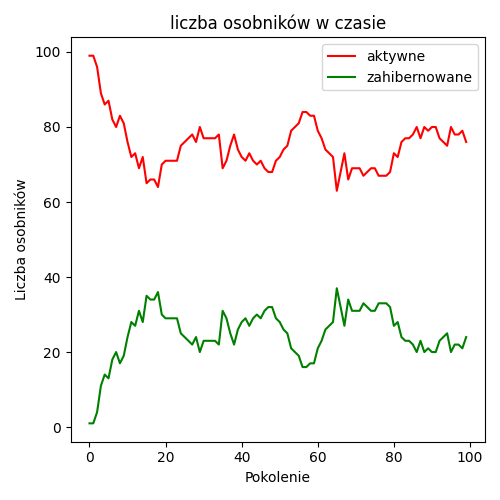 liczba osobników w czasie
aktywne
zahibernowane
Liczba osobników
100
80
60
40
20
0
0 20 40 60 80 100
Pokolenie